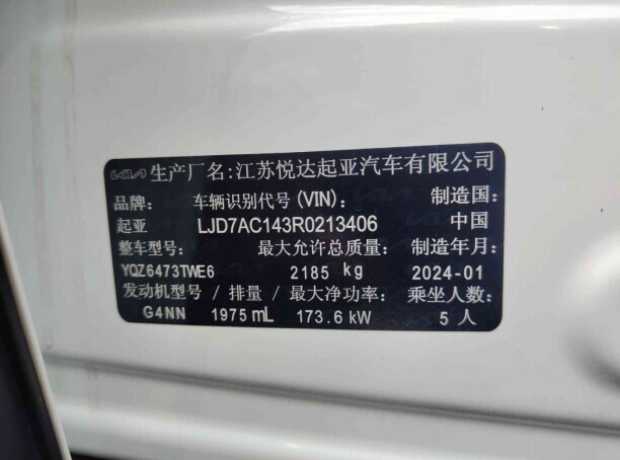 KIA 生产厂名:江苏悦达起亚汽车有限公司
品牌: 车辆识别代号(VIN): 制造国:
起亚 LJD7AC143R0213406 中国
整车型号: 最大允许总质量: 制造年月:
YQZ6473TWE6 2185 kg 2024-01
发动机型号 / 排量 / 最大净功率: 乘坐人数:
G4NN 1975 mL 173.6 kW 5 人